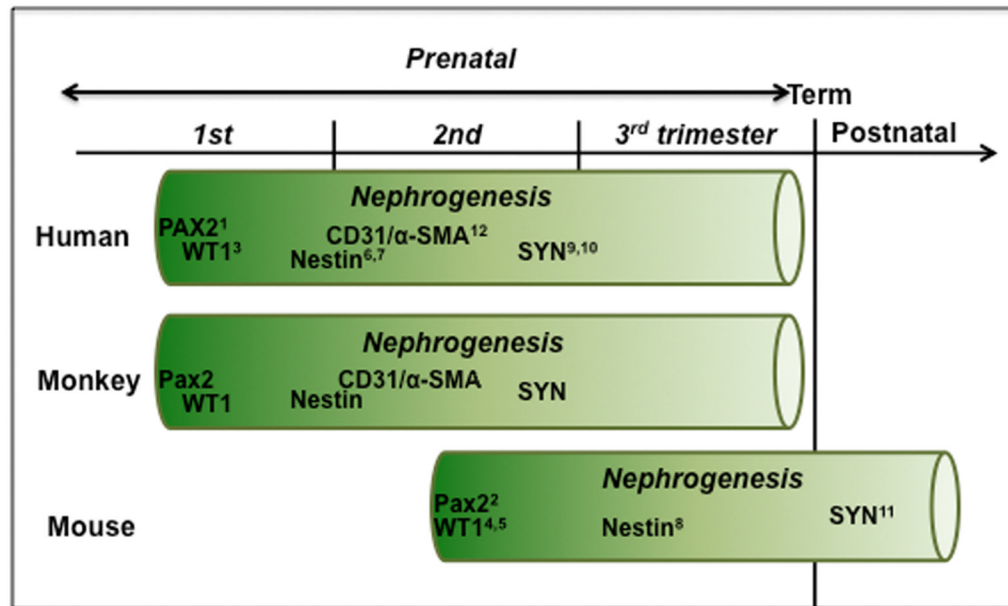 Prenatal
Term
1st 2nd 3rd trimester Postnatal
Human
Nephrogenesis
PAX2¹
WT1³
CD31/α-SMA¹²
Nestin⁶,⁷
SYN⁹,¹⁰
Monkey
Nephrogenesis
Pax2
WT1
CD31/α-SMA
Nestin
SYN
Mouse
Nephrogenesis
Pax2²
WT1⁴,⁵
Nestin⁸
SYN¹¹